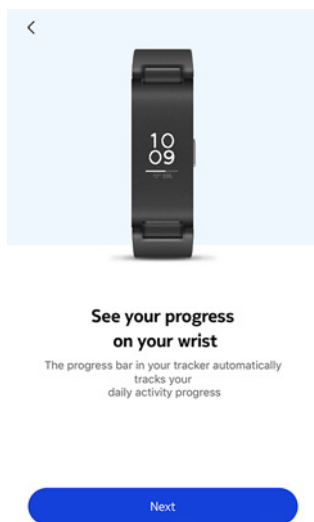 10
09
See your progress
on your wrist
The progress bar in your tracker automatically
tracks your
daily activity progress
Next